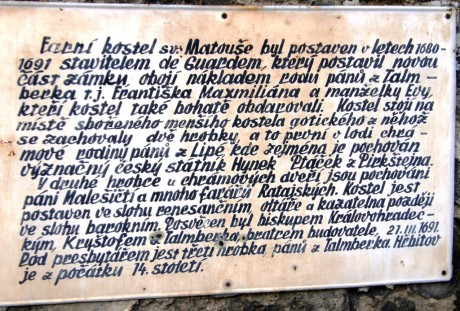 Farní kostel sv. Matouše byl postaven v letech 1680-
1691 stavitelem de Guardem, který postavil novou
část zámku, obojí nákladem rodu pánů z Talm-
berka t.j. Františka Maxmiliána a manželky Evy,
kteří kostel také bohatě obdarovali. Kostel stojí na
místě zbořeného menšího kostela gotického z něhož
se zachovaly dvě hrobky, a to první v lodi chrá-
mové rodiny pánů z Lipé, kde zejména je pochován
význačný český státník Hynek Ptáček z Pirkštejna.
V druhé hrobce u chrámových dveří jsou pochováni
páni Malešičtí a mnoho farářů Ratajských. Kostel jest
postaven ve slohu renesančním, oltáře a kazatelna později
ve slohu barokním. Posvěcen byl biskupem Královohradec-
kým, Kryštofem z Talmberka, bratrem budovatele, 27. III. 1691.
Pod presbytářem jest třetí hrobka pánů z Talmberka. Hřbitov
je z počátku 14. století.